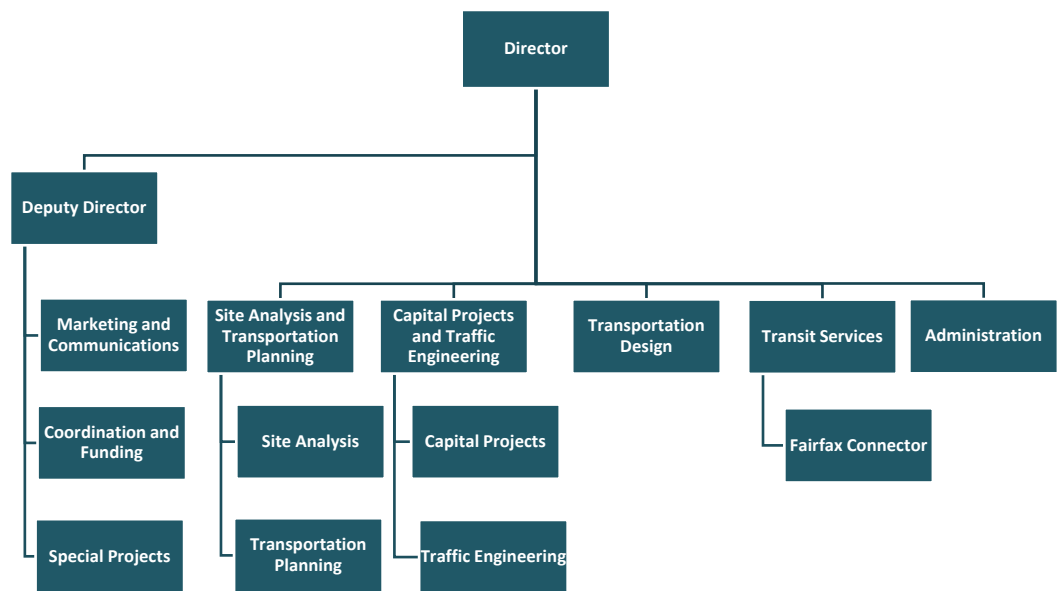 Director
Deputy Director
Marketing and
Communications
Coordination and
Funding
Special Projects
Site Analysis and
Transportation
Planning
Site Analysis
Transportation
Planning
Capital Projects
and Traffic
Engineering
Capital Projects
Traffic Engineering
Transportation
Design
Transit Services
Fairfax Connector
Administration